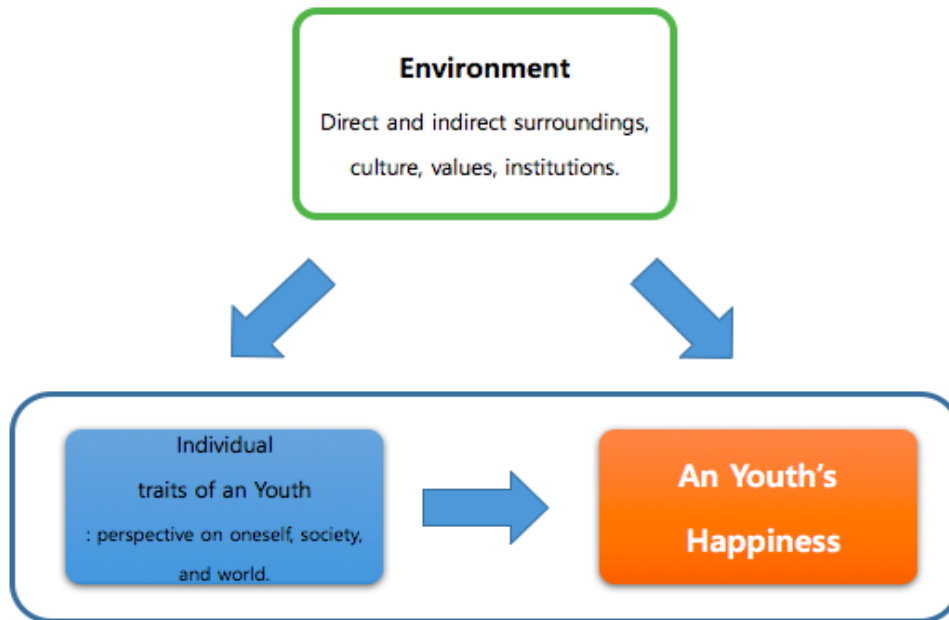 Environment
Direct and indirect surroundings,
culture, values, institutions.
Individual
traits of an Youth
: perspective on oneself, society,
and world.
An Youth's
Happiness